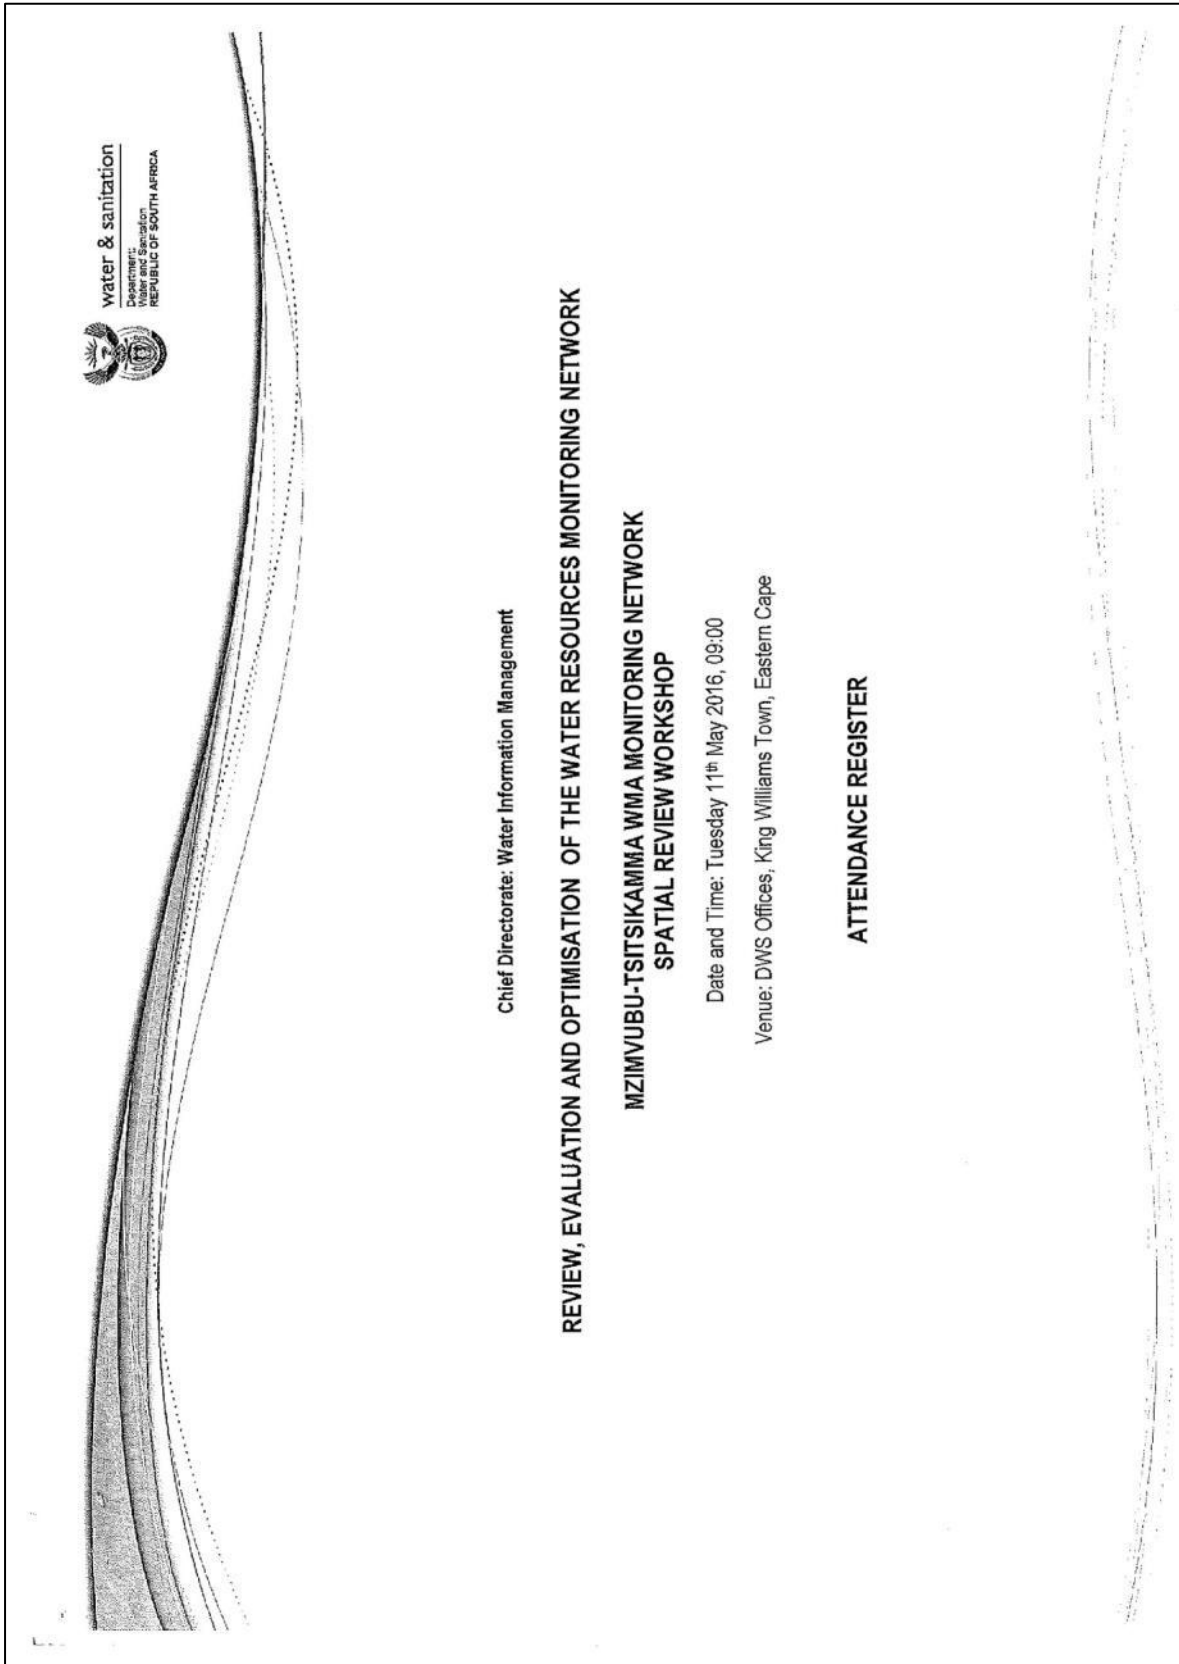 water & sanitation
Department:
Water and Sanitation
REPUBLIC OF SOUTH AFRICA
Chief Directorate: Water Information Management
REVIEW, EVALUATION AND OPTIMISATION OF THE WATER RESOURCES MONITORING NETWORK
MZIMVUBU-TSITSIKAMMA WMA MONITORING NETWORK
SPATIAL REVIEW WORKSHOP
Date and Time: Tuesday 11th May 2016, 09:00
Venue: DWS Offices, King Williams Town, Eastern Cape
ATTENDANCE REGISTER